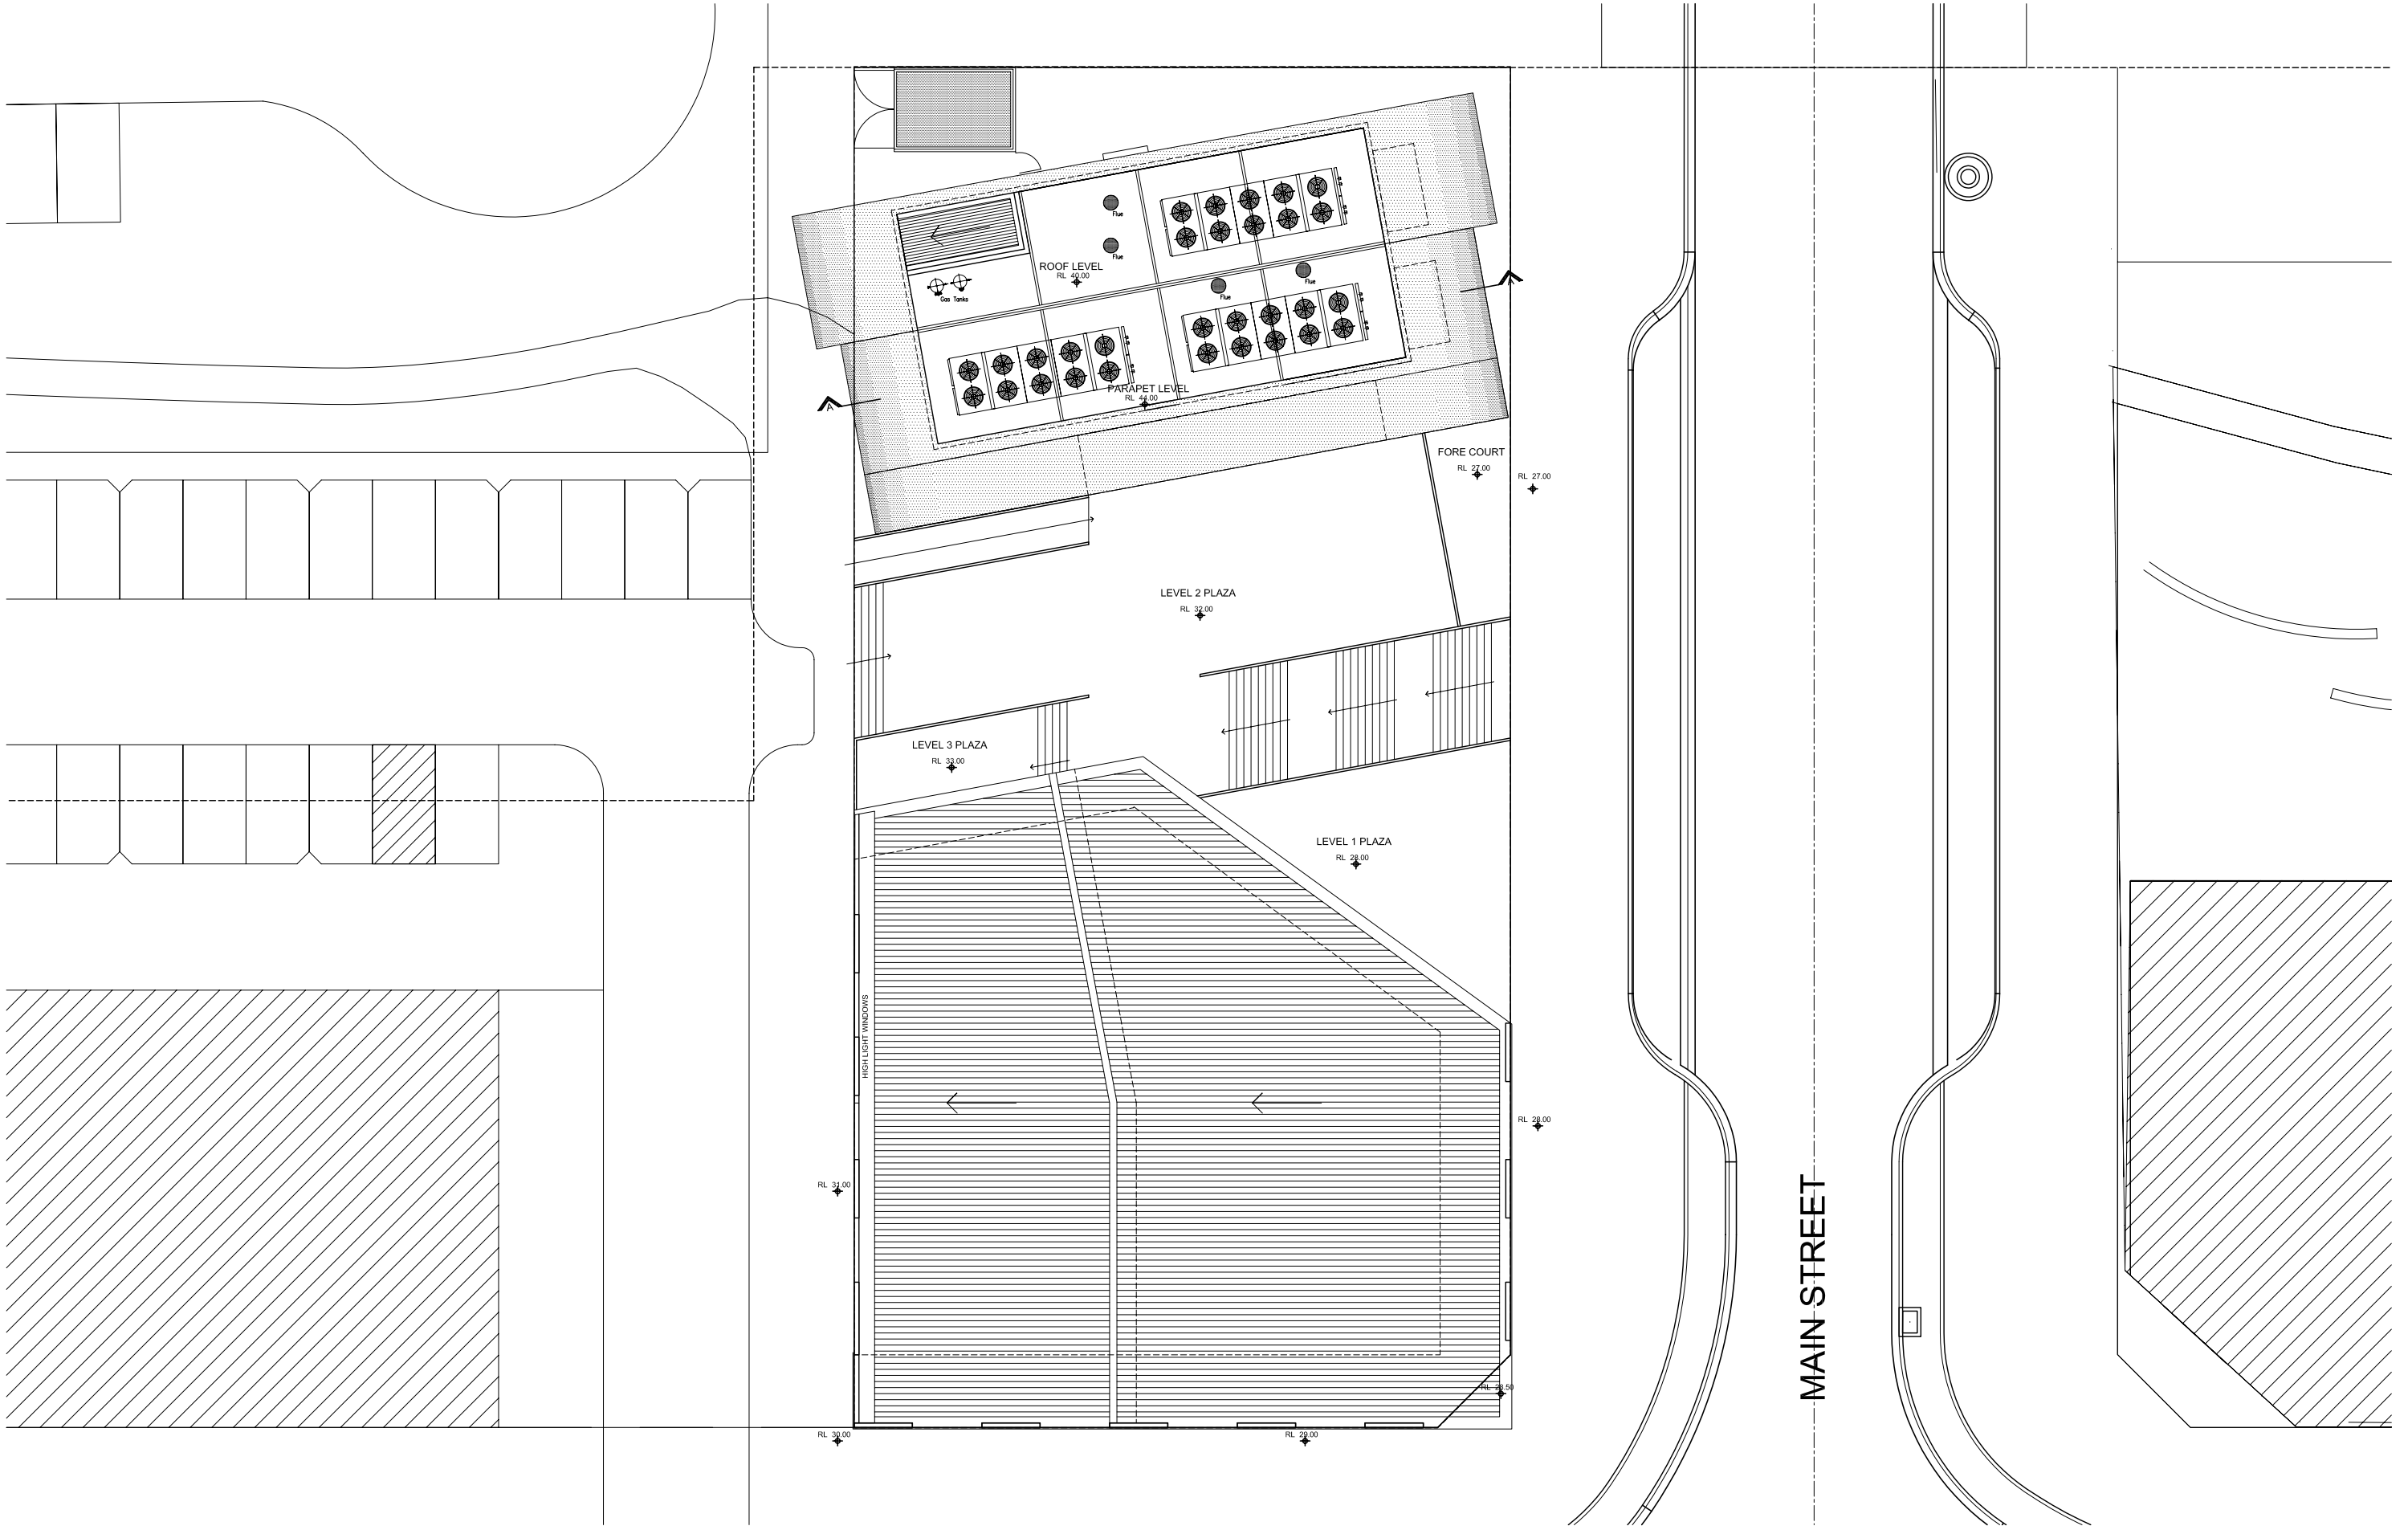 Flue
Flue
ROOF LEVEL
RL 40.00
Flue
Flue
Gas Tanks
A
PARAPET LEVEL
RL 44.00
A
FORE COURT
RL 27.00
RL 27.00
LEVEL 2 PLAZA
RL 32.00
LEVEL 3 PLAZA
RL 33.00
LEVEL 1 PLAZA
RL 28.00
HIGH LIGHT WINDOWS
RL 28.00
RL 31.00
MAIN STREET
RL 28.50
RL 30.00
RL 29.00